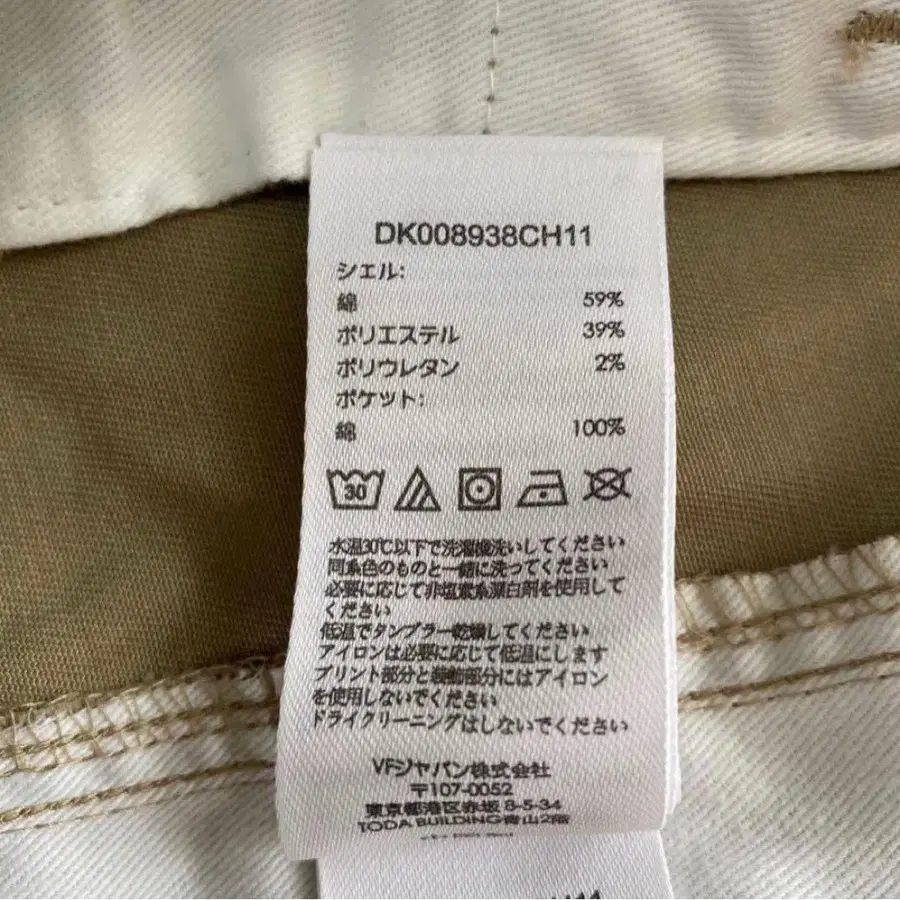 DK008938CH11
シェル:
綿 59%
ポリエステル 39%
ポリウレタン 2%
ポケット:
綿 100%
30
水温30℃以下で洗濯機洗いしてください
同系色のものと一緒に洗ってください
必要に応じて非塩素系漂白剤を使用して
ください
低温でタンブラー乾燥してください
アイロンは必要に応じて低温にします
プリント部分と装飾部分にはアイロン
を使用しないでください
ドライクリーニングはしないでください
VFジャパン株式会社
〒107-0052
東京都港区赤坂 8-5-34
TODA BUILDING青山2階